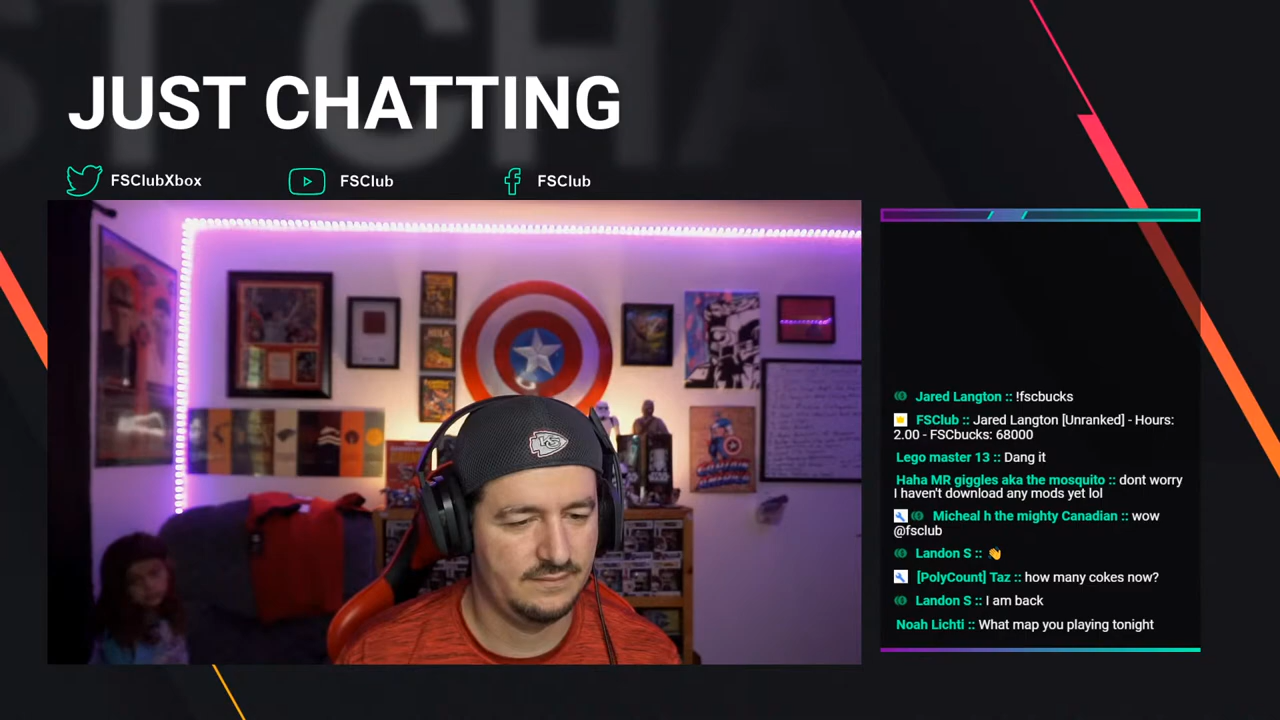 JUST CHATTING
FSClubXbox
FSClub
FSClub
Jared Langton :: !fscbucks
FSClub :: Jared Langton [Unranked] - Hours:
2.00 - FSCbucks: 68000
Lego master 13 :: Dang it
Haha MR giggles aka the mosquito :: dont worry
I haven't download any mods yet lol
Micheal h the mighty Canadian :: wow
@fsclub
Landon S :: 👋
[PolyCount] Taz :: how many cokes now?
Landon S :: I am back
Noah Lichti :: What map you playing tonight
HULK
KC